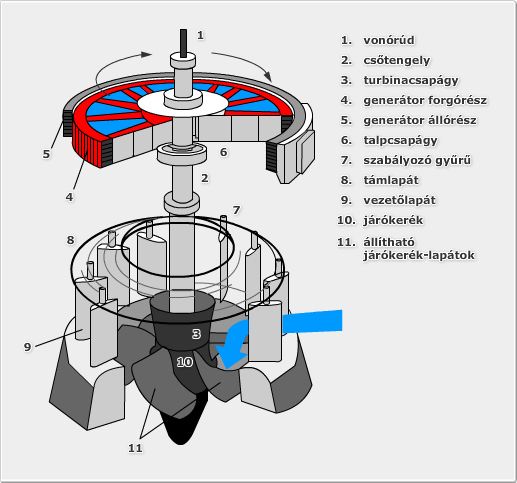 1
1. vonórúd
2. csőtengely
3. turbinacsapágy
4. generátor forgórész
5. generátor állórész
6. talpcsapágy
7. szabályozó gyűrű
8. támlapát
9. vezetőlapát
10. járókerék
11. állítható
járókerék-lapátok
5
6
4
2
7
8
9
3
10
11